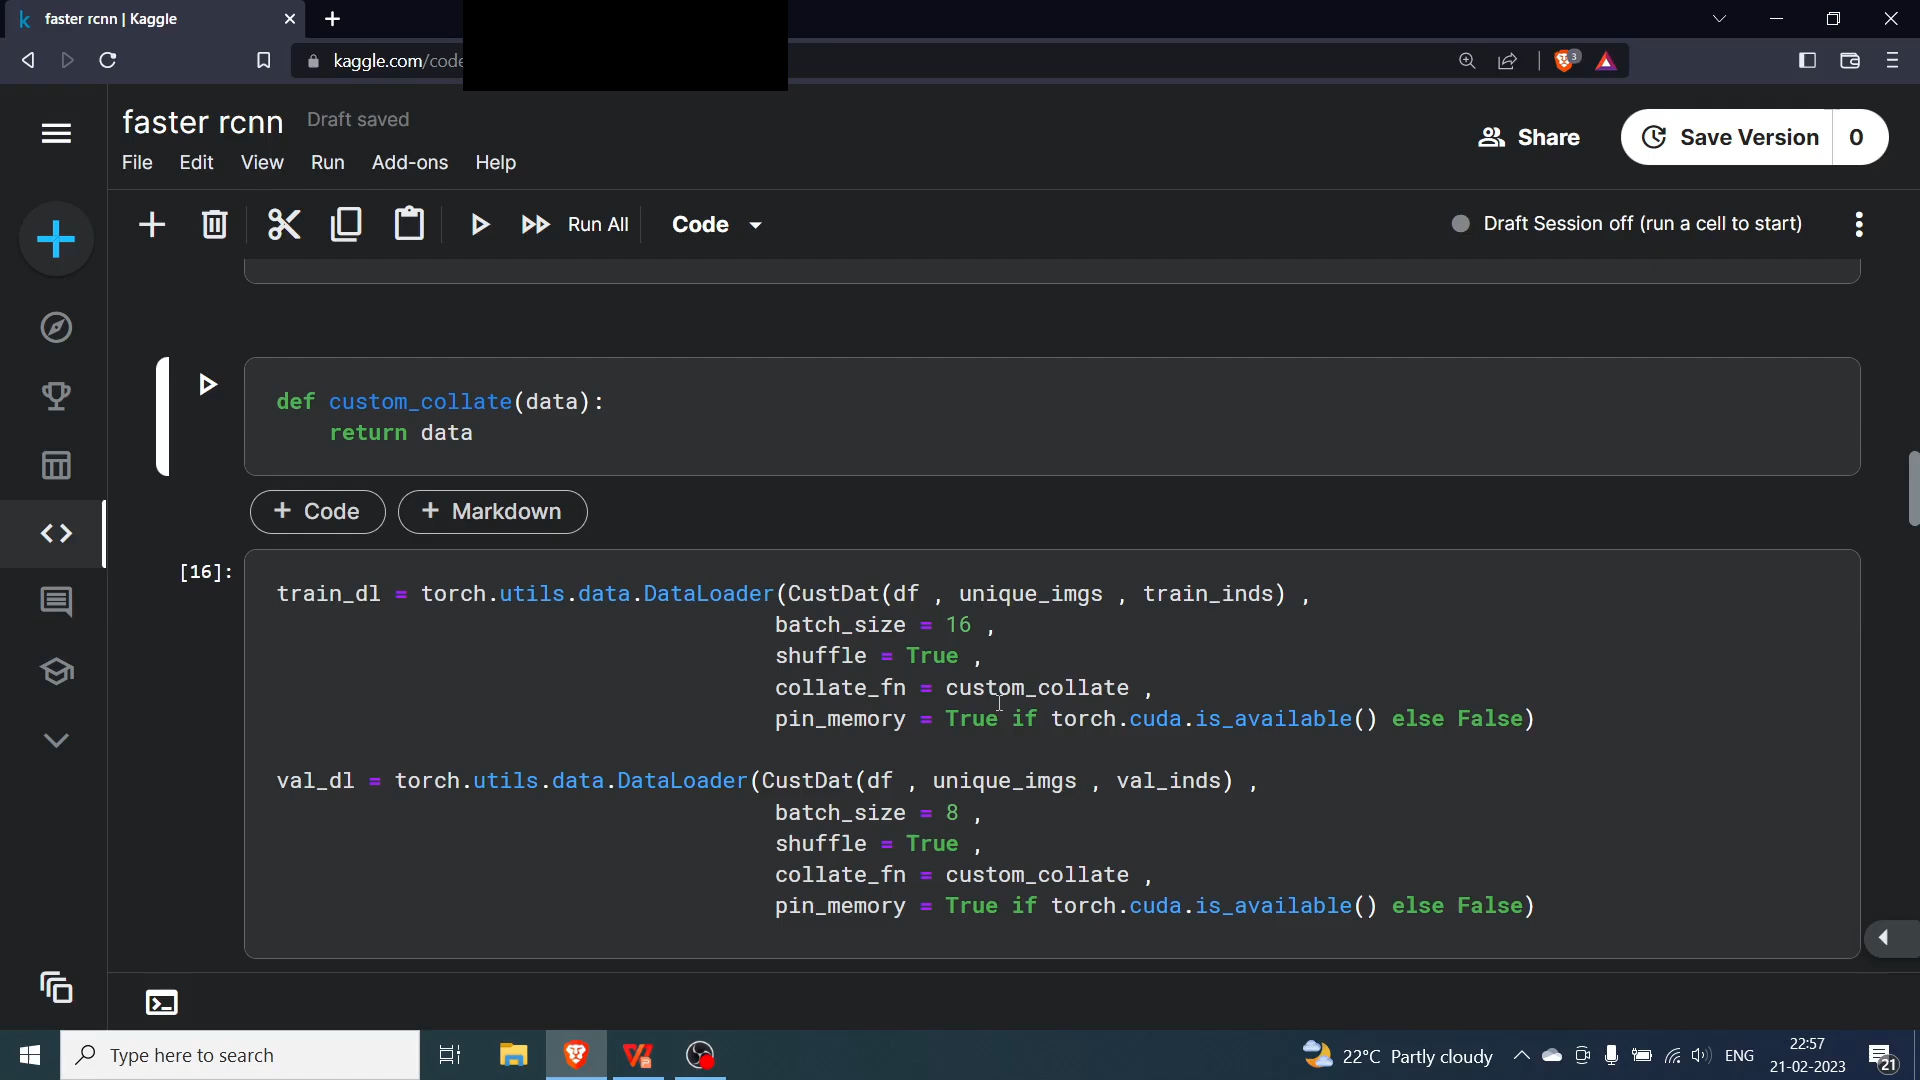 faster rcnn | Kaggle
kaggle.com/code
3
faster rcnn Draft saved
Share
Save Version 0
File Edit View Run Add-ons Help
Run All Code Draft Session off (run a cell to start)
def custom_collate(data):
    return data
+ Code + Markdown
[16]:
train_dl = torch.utils.data.DataLoader(CustDat(df , unique_imgs , train_inds) ,
                                      batch_size = 16 ,
                                      shuffle = True ,
                                      collate_fn = custom_collate ,
                                      pin_memory = True if torch.cuda.is_available() else False)
val_dl = torch.utils.data.DataLoader(CustDat(df , unique_imgs , val_inds) ,
                                      batch_size = 8 ,
                                      shuffle = True ,
                                      collate_fn = custom_collate ,
                                      pin_memory = True if torch.cuda.is_available() else False)
Type here to search
22°C Partly cloudy
ENG
22:57
21-02-2023
21